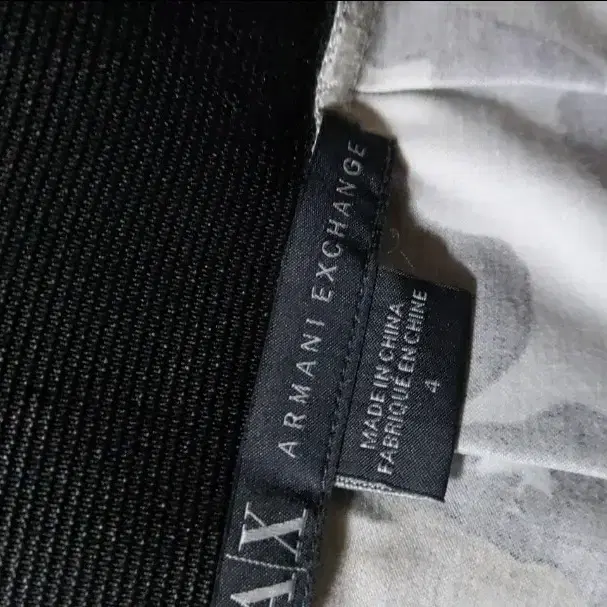 A|X
ARMANI EXCHANGE
MADE IN CHINA
FABRIQUE EN CHINE
4